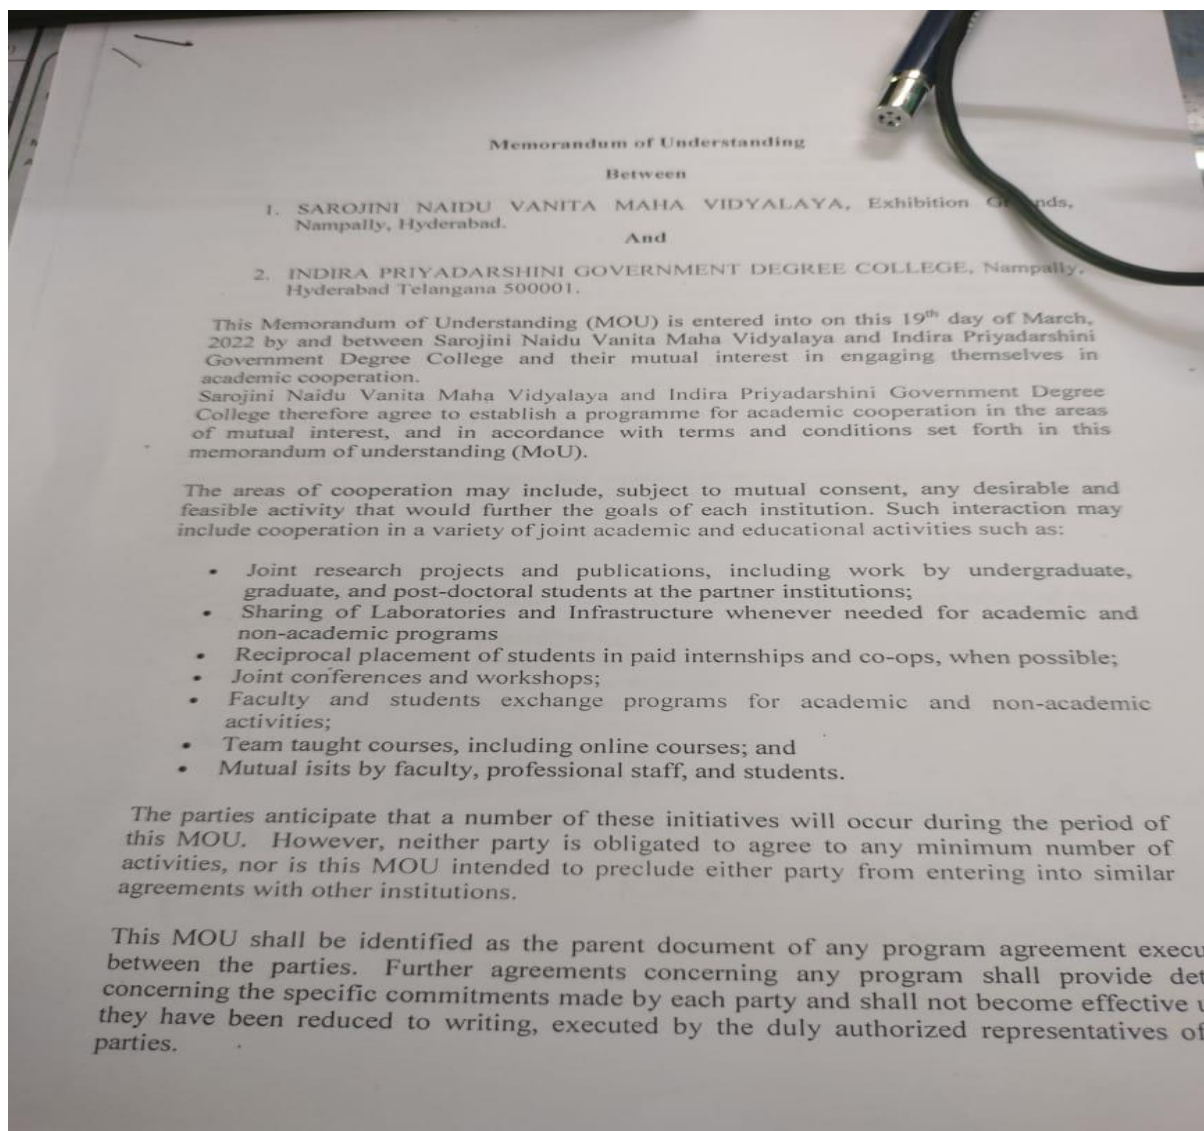 Memorandum of Understanding
Between
1. SAROJINI NAIDU VANITA MAHA VIDYALAYA, Exhibition
Nampally, Hyderabad.
And
2. INDIRA PRIYADARSHINI GOVERNMENT DEGREE COLLEGE, Nampally,
Hyderabad Telangana 500001.
This Memorandum of Understanding (MOU) is entered into on this 19th day of March,
2022 by and between Sarojini Naidu Vanita Maha Vidyalaya and Indira Priyadarshini
Government Degree College and their mutual interest in engaging themselves in
academic cooperation.
Sarojini Naidu Vanita Maha Vidyalaya and Indira Priyadarshini Government Degree
College therefore agree to establish a programme for academic cooperation in the areas
of mutual interest, and in accordance with terms and conditions set forth in this
memorandum of understanding (MoU).
The areas of cooperation may include, subject to mutual consent, any desirable and
feasible activity that would further the goals of each institution. Such interaction may
include cooperation in a variety of joint academic and educational activities such as:
• Joint research projects and publications, including work by undergraduate,
graduate, and post-doctoral students at the partner institutions;
• Sharing of Laboratories and Infrastructure whenever needed for academic and
non-academic programs
• Reciprocal placement of students in paid internships and co-ops, when possible;
• Joint conferences and workshops;
• Faculty and students exchange programs for academic and non-academic
activities;
• Team taught courses, including online courses; and
• Mutual isits by faculty, professional staff, and students.
The parties anticipate that a number of these initiatives will occur during the period of
this MOU. However, neither party is obligated to agree to any minimum number of
activities, nor is this MOU intended to preclude either party from entering into similar
agreements with other institutions.
This MOU shall be identified as the parent document of any program agreement execu
between the parties. Further agreements concerning any program shall provide det
concerning the specific commitments made by each party and shall not become effective
they have been reduced to writing, executed by the duly authorized representatives of
parties.